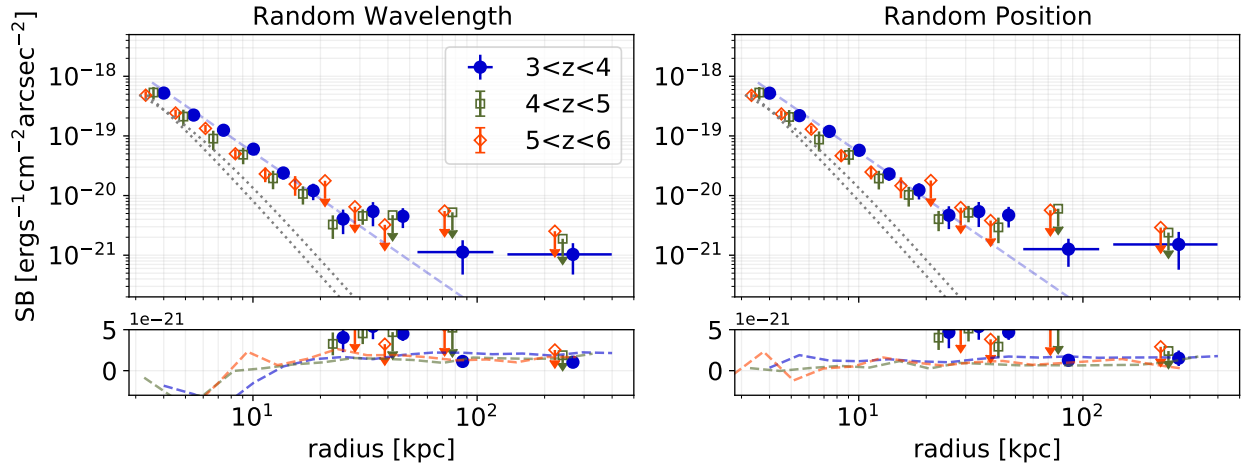 Random Wavelength
Random Position
SB [ergs⁻¹cm⁻²arcsec⁻²]
10⁻¹⁸
10⁻¹⁹
10⁻²⁰
10⁻²¹
3<z<4
4<z<5
5<z<6
10⁻¹⁸
10⁻¹⁹
10⁻²⁰
10⁻²¹
1e−21
5
0
10¹
10²
radius [kpc]
1e−21
5
0
10¹
10²
radius [kpc]